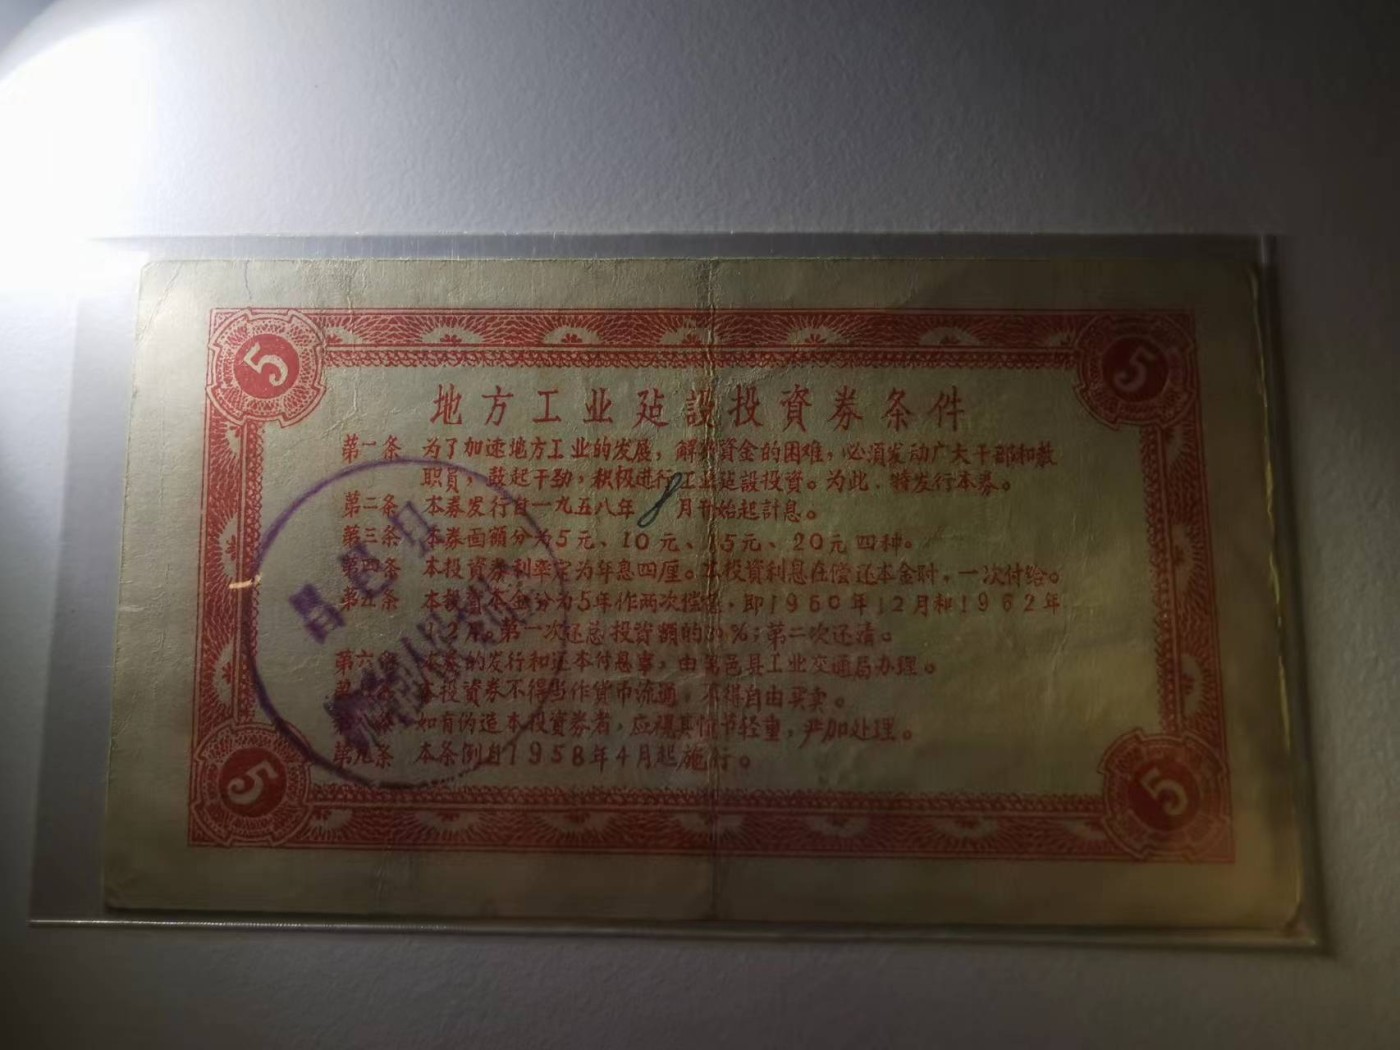 5
5
地方工业建設投資券条件
第一条 为了加速地方工业的发展，解决資金的困难，必須发动广大干部和教
职員，鼓起干劲，积极进行工业建設投資。为此，特发行本券。
第二条 本券发行自一九五八年8月开始起計息。
第三条 本券面額分为5元、10元、15元、20元四种。
第四条 本投資券利率定为年息四厘。本投資利息在償还本金时，一次付給。
第五条 本投資本金分为5年作两次償还，即1960年12月和1962年
12月。第一次还总投資額的%；第二次还清。
第六条 本券的发行和还本付息事，由邑县工业交通局办理。
本投資券不得当作貨币流通，不得自由买卖。
条 如有伪造本投資券者，应視其情节轻重，严加处理。
第九条 本条例自1958年4月起施行。
5
5